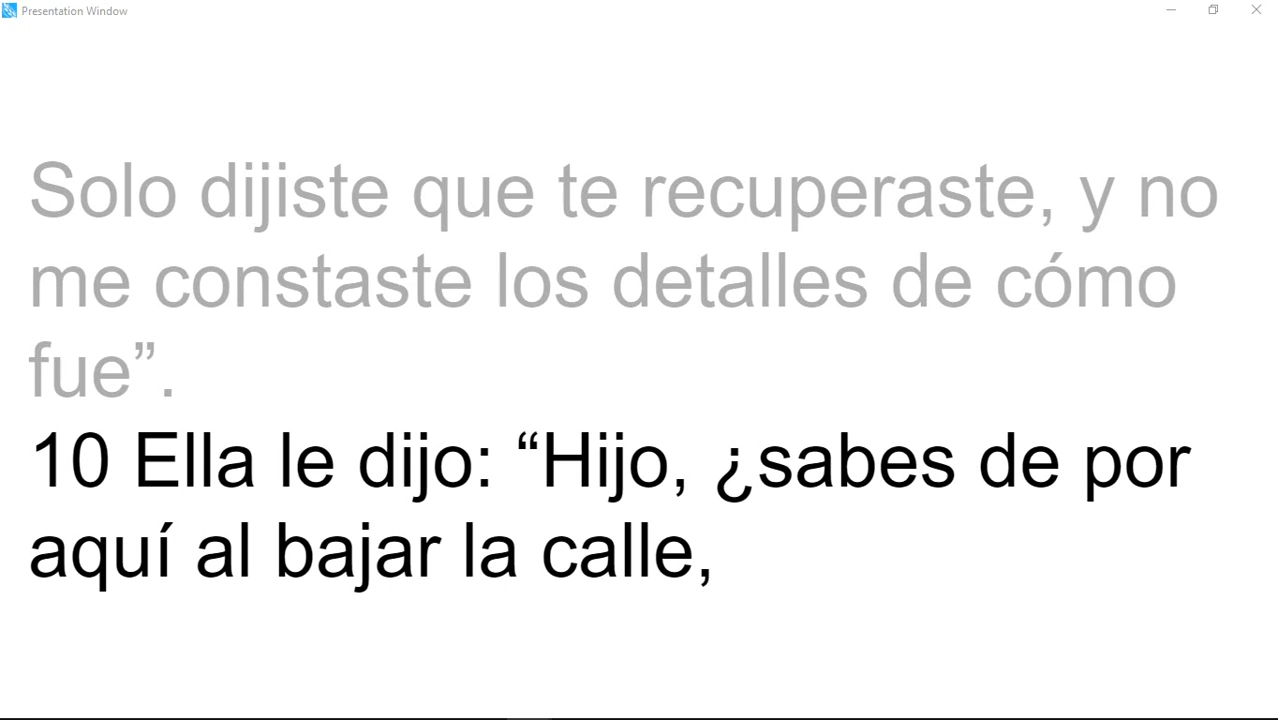 Presentation Window
Solo dijiste que te recuperaste, y no
me constaste los detalles de cómo
fue”.
10 Ella le dijo: “Hijo, ¿sabes de por
aquí al bajar la calle,